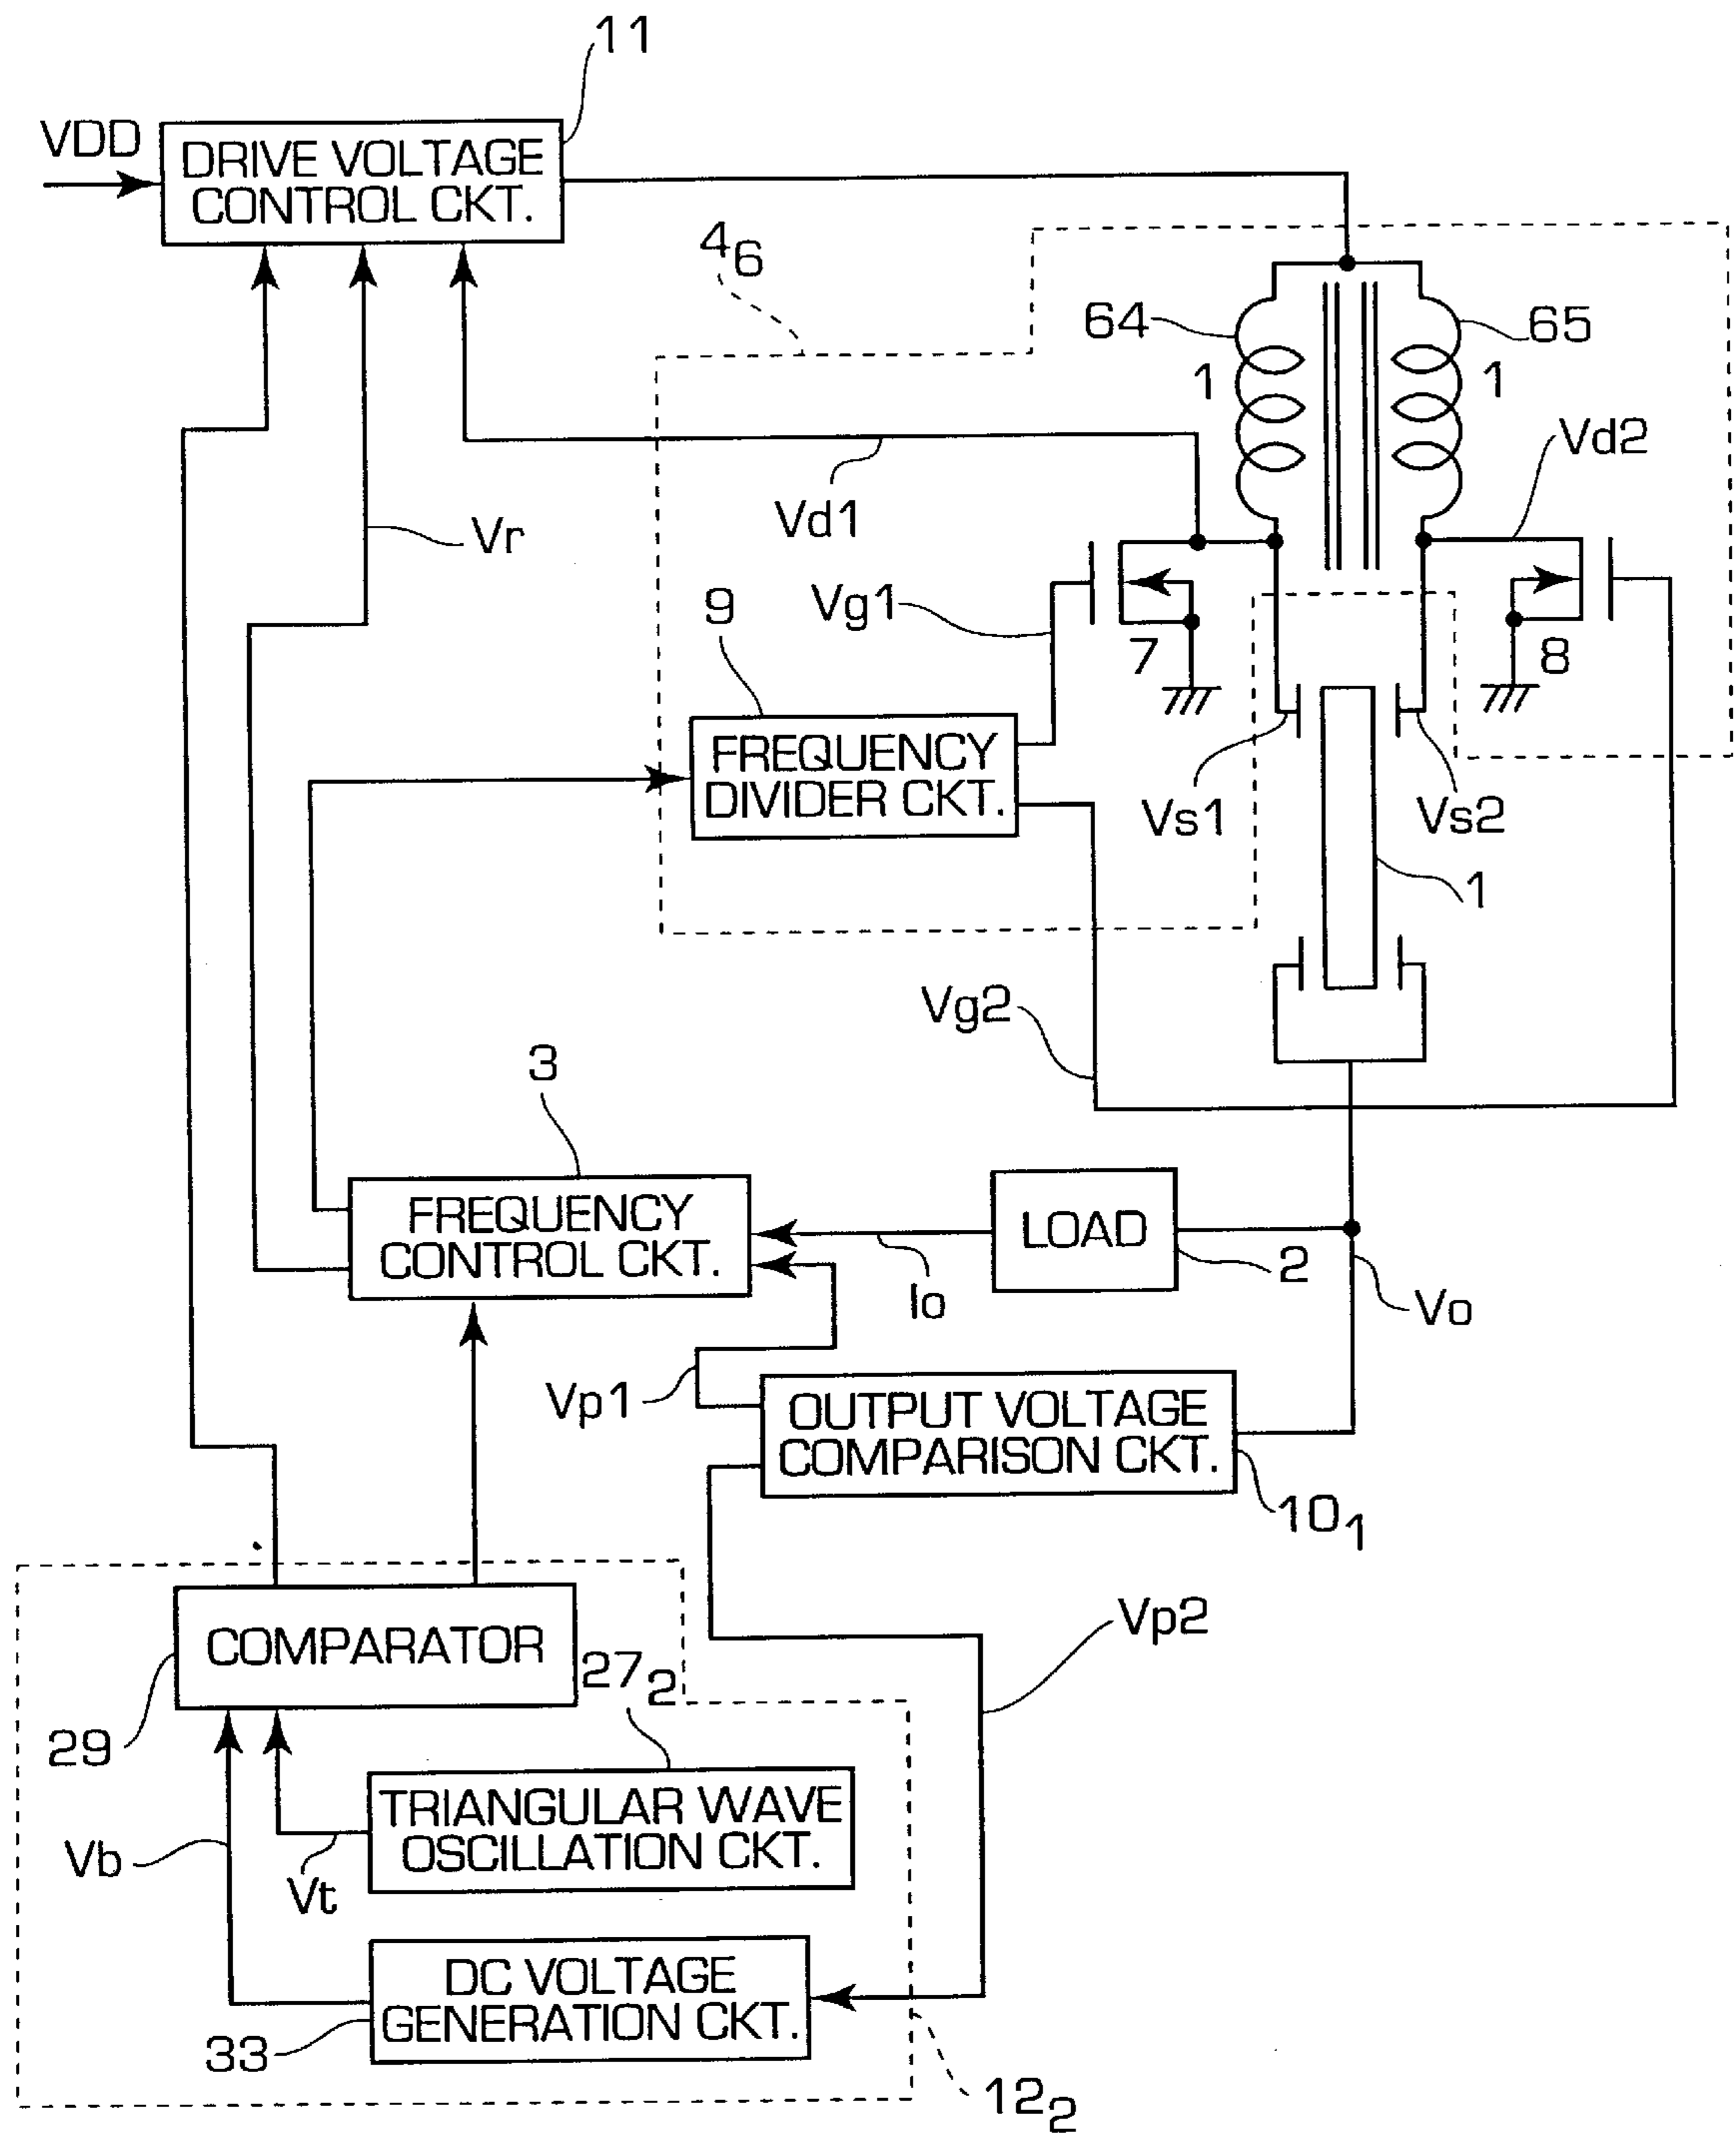 11
VDD
DRIVE VOLTAGE
CONTROL CKT.
4₆
64
65
1
1
Vd2
Vd1
Vr
Vg1
9
7
8
FREQUENCY
DIVIDER CKT.
Vs1
Vs2
1
Vg2
3
FREQUENCY
CONTROL CKT.
LOAD
2
Io
Vo
Vp1
OUTPUT VOLTAGE
COMPARISON CKT.
10₁
COMPARATOR
27₂
Vp2
29
TRIANGULAR WAVE
OSCILLATION CKT.
Vb
Vt
DC VOLTAGE
GENERATION CKT.
33
12₂